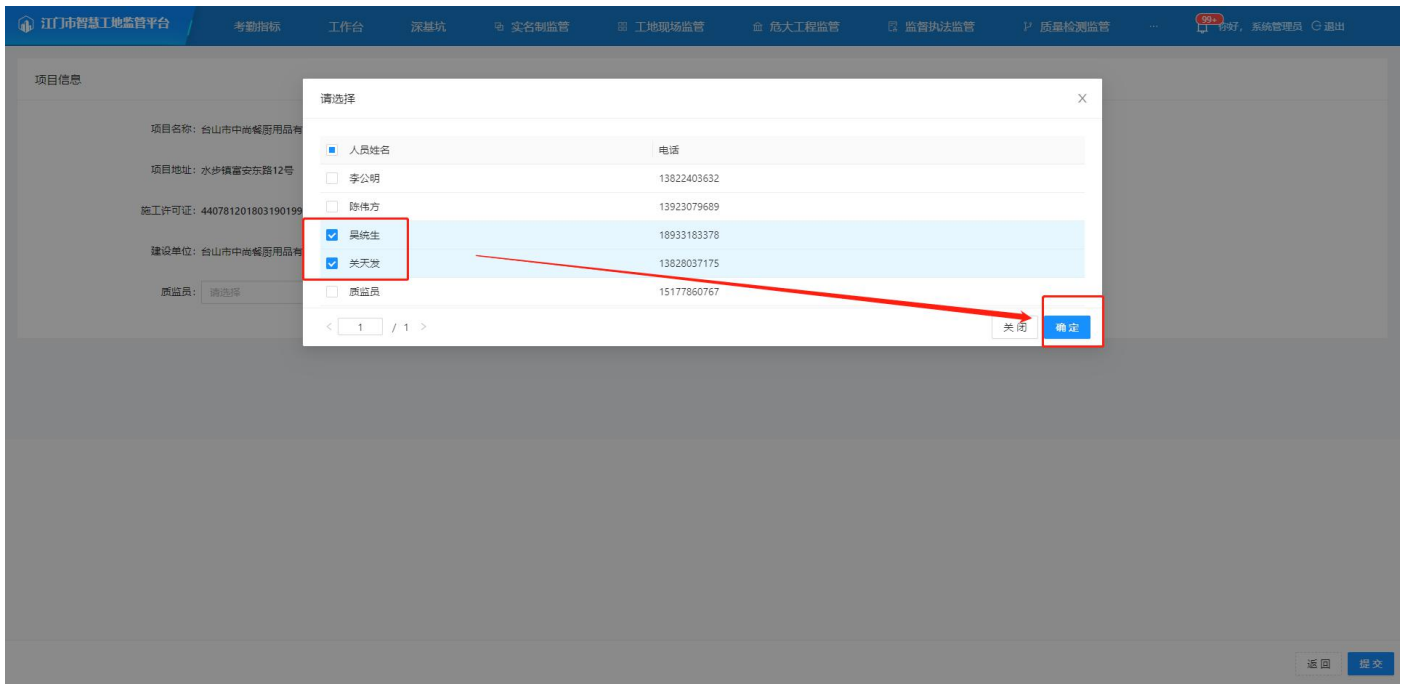 江门市智慧工地监管平台 考勤指标 工作台 深基坑 实名制监管 工地现场监管 危大工程监管 监督执法监管 质量检测监管 ... 99+ 你好, 系统管理员 退出
项目信息
请选择 X
项目名称: 台山市中尚餐厨用品有
人员姓名 电话
项目地址: 水步镇富安东路12号
李公明 13822403632
陈伟方 13923079689
施工许可证: 440781201803190199
吴统生 18933183378
建设单位: 台山市中尚餐厨用品有
关天发 13828037175
质监员: 请选择
质监员 15177860767
< 1 / 1 > 关闭 确定
返回 提交